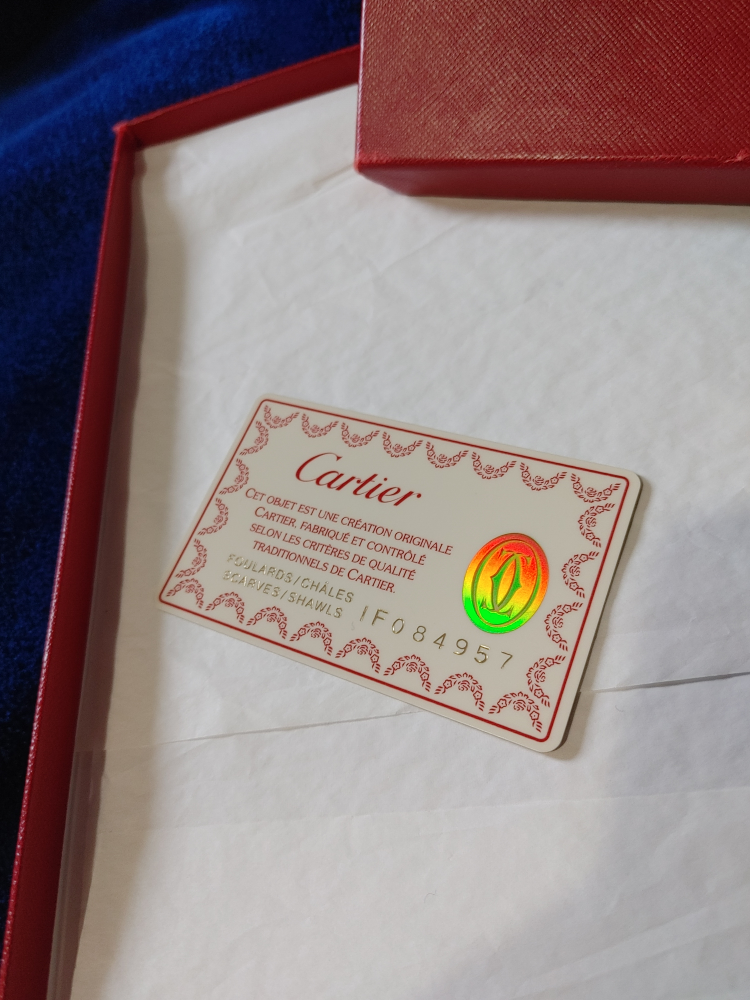 Cartier
CET OBJET EST UNE CRÉATION ORIGINALE
CARTIER, FABRIQUÉ ET CONTRÔLÉ
SELON LES CRITÈRES DE QUALITÉ
TRADITIONNELS DE CARTIER.
FOULARDS/CHÂLES
SCARVES/SHAWLS
IF084957